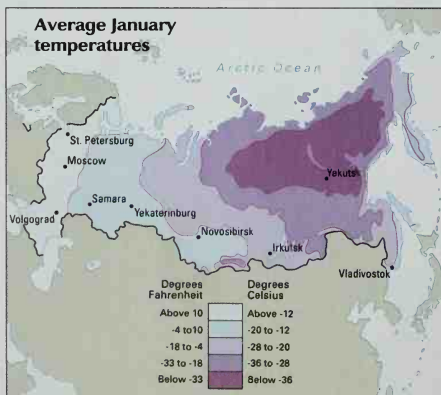 Average January
temperatures
Arctic Ocean
St. Petersburg
Moscow
Yakutsk
Samara
Yekaterinburg
Volgograd
Novosibirsk
Irkutsk
Vladivostok
Degrees
Fahrenheit
Degrees
Celsius
Above 10
Above -12
-4 to 10
-20 to -12
-18 to -4
-28 to -20
-33 to -18
-36 to -28
Below -33
Below -36